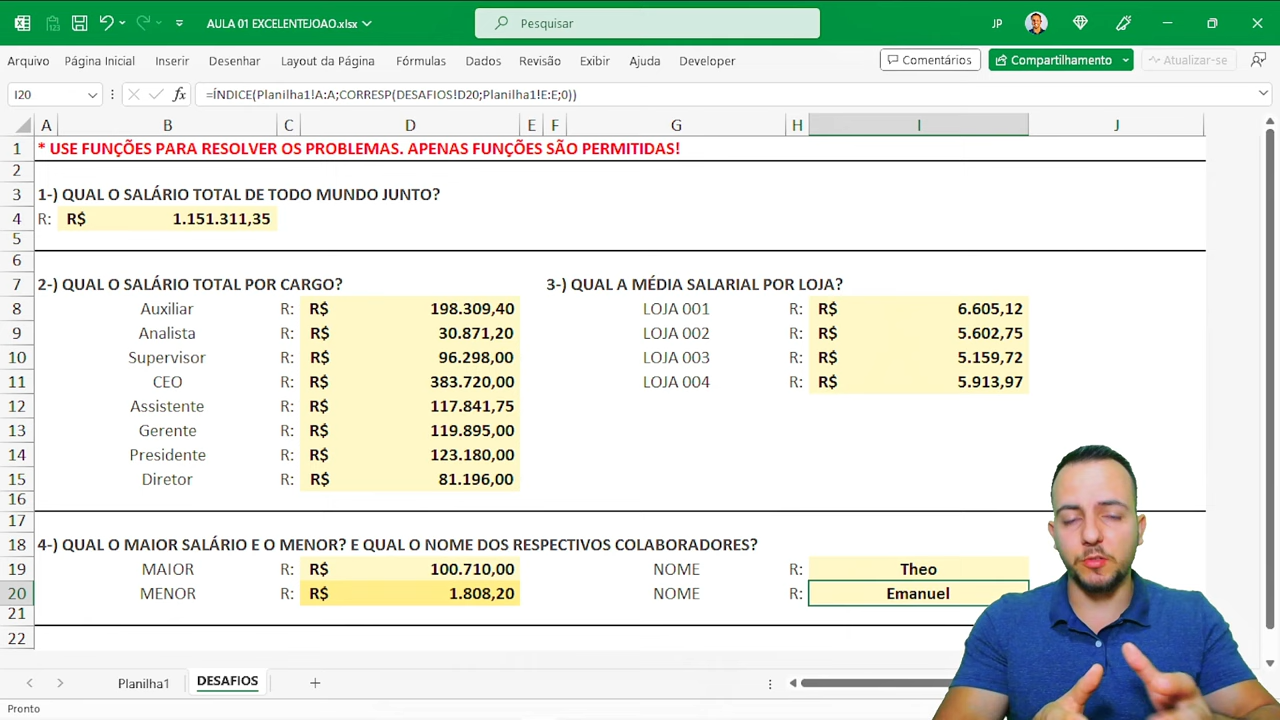 AULA 01 EXCELENTEJOAO.xlsx
Pesquisar
JP
Arquivo Página Inicial Inserir Desenhar Layout da Página Fórmulas Dados Revisão Exibir Ajuda Developer
Comentários Compartilhamento Atualizar-se
I20 fx =ÍNDICE(Planilha1!A:A;CORRESP(DESAFIOS!D20;Planilha1!E:E;0))
A B C D E F G H I J
1 * USE FUNÇÕES PARA RESOLVER OS PROBLEMAS. APENAS FUNÇÕES SÃO PERMITIDAS!
2
3 1-) QUAL O SALÁRIO TOTAL DE TODO MUNDO JUNTO?
4 R: R$ 1.151.311,35
5
6
7 2-) QUAL O SALÁRIO TOTAL POR CARGO? 3-) QUAL A MÉDIA SALARIAL POR LOJA?
8 Auxiliar R: R$ 198.309,40 LOJA 001 R: R$ 6.605,12
9 Analista R: R$ 30.871,20 LOJA 002 R: R$ 5.602,75
10 Supervisor R: R$ 96.298,00 LOJA 003 R: R$ 5.159,72
11 CEO R: R$ 383.720,00 LOJA 004 R: R$ 5.913,97
12 Assistente R: R$ 117.841,75
13 Gerente R: R$ 119.895,00
14 Presidente R: R$ 123.180,00
15 Diretor R: R$ 81.196,00
16
17
18 4-) QUAL O MAIOR SALÁRIO E O MENOR? E QUAL O NOME DOS RESPECTIVOS COLABORADORES?
19 MAIOR R: R$ 100.710,00 NOME R: Theo
20 MENOR R: R$ 1.808,20 NOME R: Emanuel
21
22
Planilha1 DESAFIOS
Pronto